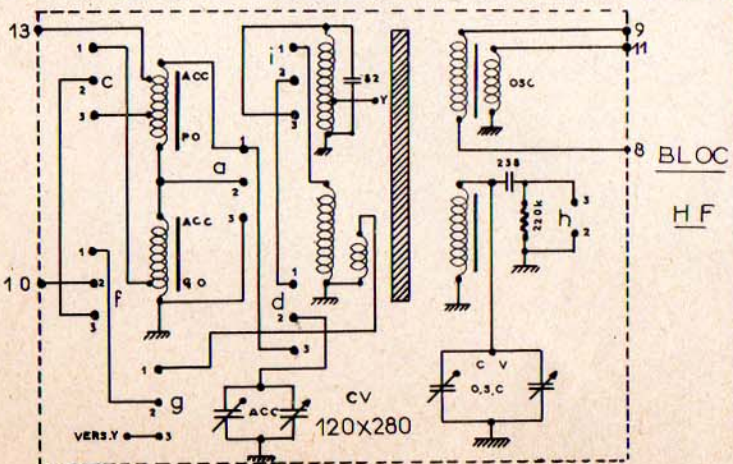 13
9
11
8
10
BLOC
HF
1
c
2
3
ACC
PO
1
a
2
3
ACC
GO
1
f
2
3
1
g
2
3
VERS.Y
i
1
2
3
182
Y
1
d
2
3
ACC
CV
120X280
OSC
238
220k
3
h
2
CV
O,S,C